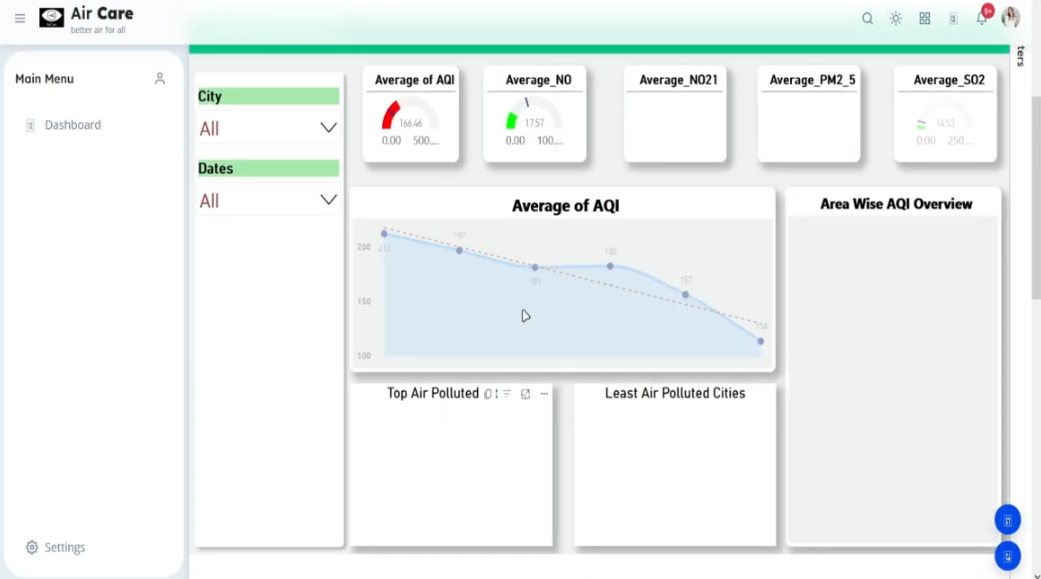 Air Care
better air for all
9+
ters
Main Menu
Dashboard
Settings
City
All
Dates
All
Average of AQI
166.46
0.00 500....
Average_NO
17.57
0.00 100....
Average_NO21
Average_PM2_5
Average_SO2
14.53
0.00 250....
Average of AQI
200
150
100
212
197
181
183
157
114
Area Wise AQI Overview
Top Air Polluted
Least Air Polluted Cities